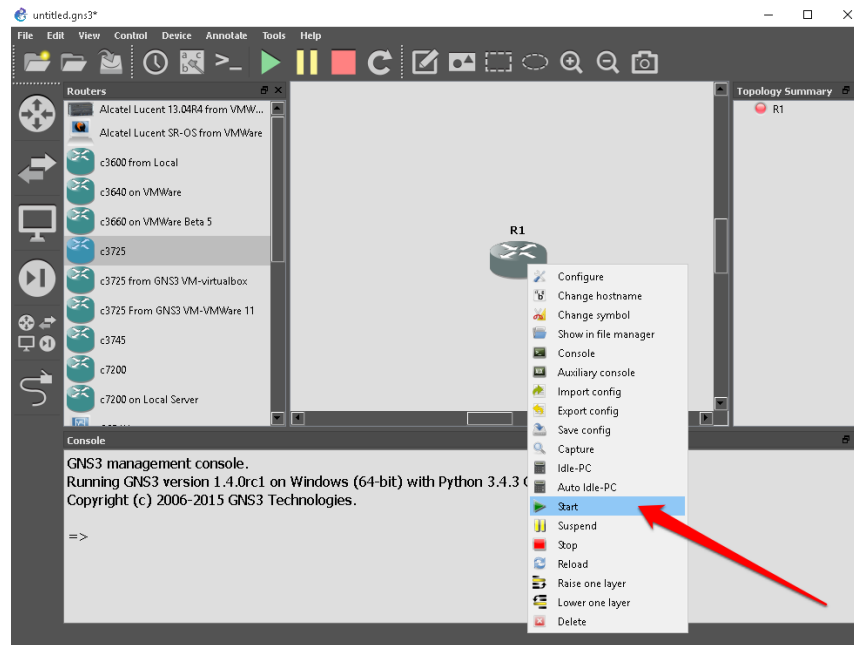 untitled.gns3*
File Edit View Control Device Annotate Tools Help
Routers
Alcatel Lucent 13.04R4 from VMW...
Alcatel Lucent SR-OS from VMWare
c3600 from Local
c3640 on VMWare
c3660 on VMWare Beta 5
c3725
c3725 from GNS3 VM-virtualbox
c3725 From GNS3 VM-VMWare 11
c3745
c7200
c7200 on Local Server
R1
Configure
Change hostname
Change symbol
Show in file manager
Console
Auxiliary console
Import config
Export config
Save config
Capture
Idle-PC
Auto Idle-PC
Start
Suspend
Stop
Reload
Raise one layer
Lower one layer
Delete
Topology Summary
R1
Console
GNS3 management console.
Running GNS3 version 1.4.0rc1 on Windows (64-bit) with Python 3.4.3
Copyright (c) 2006-2015 GNS3 Technologies.
=>